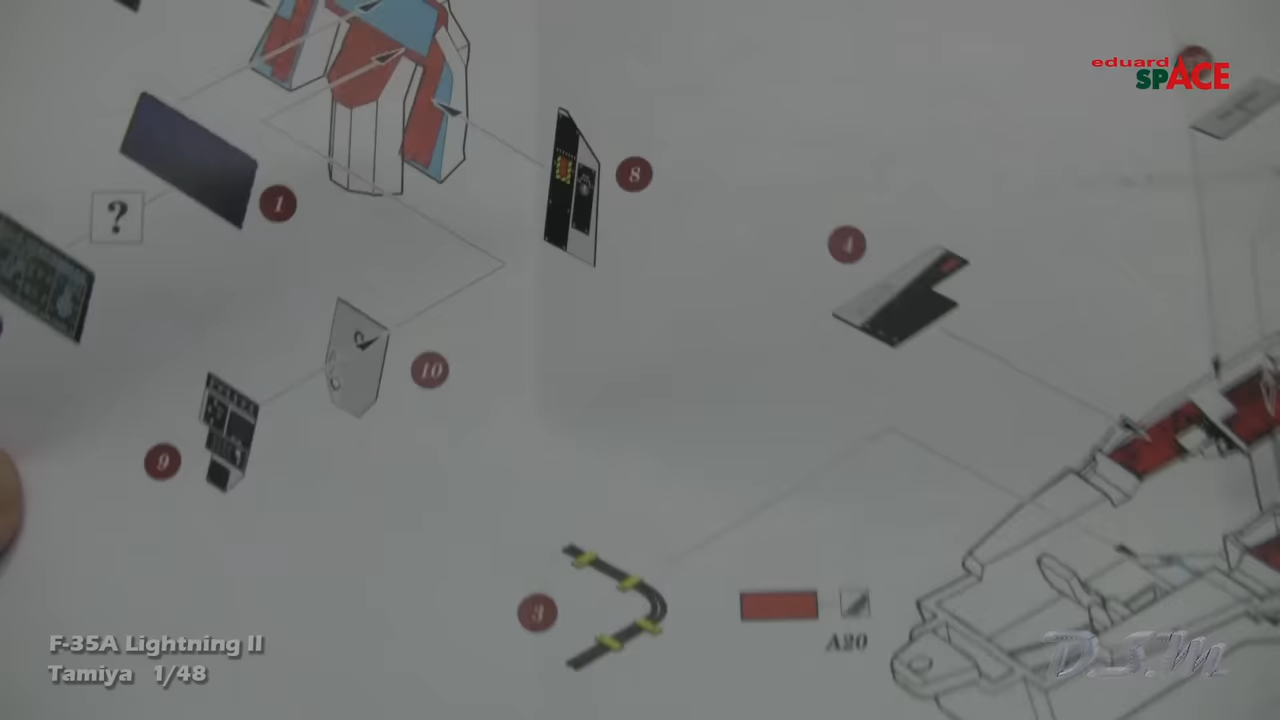 eduard
SPACE
8
1
?
4
10
9
3
A20
F-35A Lightning II
Tamiya 1/48
D.S.M.